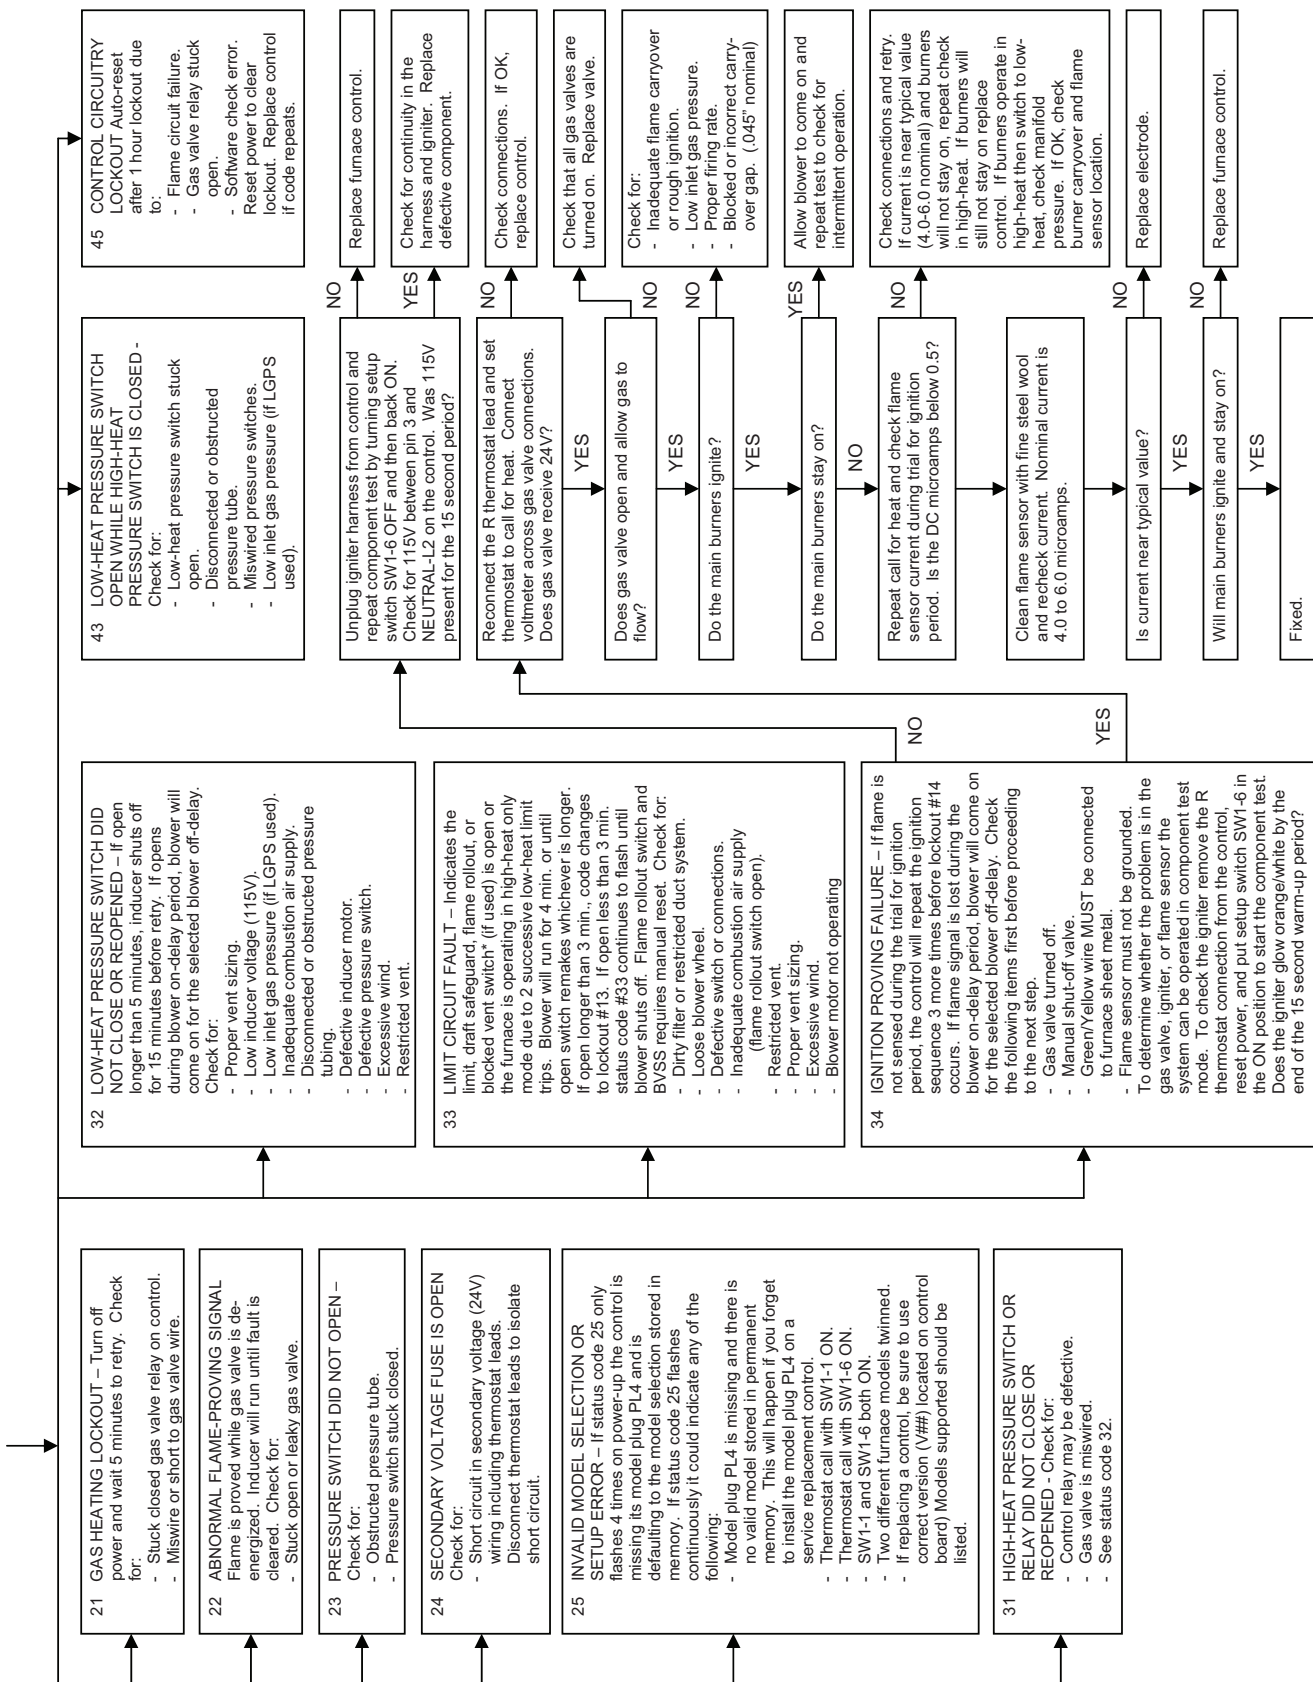 21 GAS HEATING LOCKOUT – Turn off
power and wait 5 minutes to retry. Check
for:
- Stuck closed gas valve relay on control.
- Miswire or short to gas valve wire.
22 ABNORMAL FLAME-PROVING SIGNAL
Flame is proved while gas valve is de-
energized. Inducer will run until fault is
cleared. Check for:
- Stuck open or leaky gas valve.
23 PRESSURE SWITCH DID NOT OPEN –
Check for:
- Obstructed pressure tube.
- Pressure switch stuck closed.
24 SECONDARY VOLTAGE FUSE IS OPEN
Check for:
- Short circuit in secondary voltage (24V)
wiring including thermostat leads.
Disconnect thermostat leads to isolate
short circuit.
25 INVALID MODEL SELECTION OR
SETUP ERROR – If status code 25 only
flashes 4 times on power-up the control is
missing its model plug PL4 and is
defaulting to the model selection stored in
memory. If status code 25 flashes
continuously it could indicate any of the
following:
- Model plug PL4 is missing and there is
no valid model stored in permanent
memory. This will happen if you forget
to install the model plug PL4 on a
service replacement control.
- Thermostat call with SW1-1 ON.
- Thermostat call with SW1-6 ON.
- SW1-1 and SW1-6 both ON.
- Two different furnace models twinned.
- If replacing a control, be sure to use
correct version (V##) located on control
board) Models supported should be
listed.
31 HIGH-HEAT PRESSURE SWITCH OR
RELAY DID NOT CLOSE OR
REOPENED - Check for:
- Control relay may be defective.
- Gas valve is miswired.
- See status code 32.
32 LOW-HEAT PRESSURE SWITCH DID
NOT CLOSE OR REOPENED – If open
longer than 5 minutes, inducer shuts off
for 15 minutes before retry. If opens
during blower on-delay period, blower will
come on for the selected blower off-delay.
Check for:
- Proper vent sizing.
- Low inducer voltage (115V).
- Low inlet gas pressure (if LGPS used).
- Inadequate combustion air supply.
- Disconnected or obstructed pressure
tubing.
- Defective inducer motor.
- Defective pressure switch.
- Excessive wind.
- Restricted vent.
33 LIMIT CIRCUIT FAULT – Indicates the
limit, draft safeguard, flame rollout, or
blocked vent switch* (if used) is open or
the furnace is operating in high-heat only
mode due to 2 successive low-heat limit
trips. Blower will run for 4 min. or until
open switch remakes whichever is longer.
If open longer than 3 min., code changes
to lockout #13. If open less than 3 min.
status code #33 continues to flash until
blower shuts off. Flame rollout switch and
BVSS requires manual reset. Check for:
- Dirty filter or restricted duct system.
- Loose blower wheel.
- Defective switch or connections.
- Inadequate combustion air supply
(flame rollout switch open).
- Restricted vent.
- Proper vent sizing.
- Excessive wind.
- Blower motor not operating
34 IGNITION PROVING FAILURE – If flame is
not sensed during the trial for ignition
period, the control will repeat the ignition
sequence 3 more times before lockout #14
occurs. If flame signal is lost during the
blower on-delay period, blower will come on
for the selected blower off-delay. Check
the following items first before proceeding
to the next step.
- Gas valve turned off.
- Manual shut-off valve.
- Green/Yellow wire MUST be connected
to furnace sheet metal.
- Flame sensor must not be grounded.
To determine whether the problem is in the
gas valve, igniter, or flame sensor the
system can be operated in component test
mode. To check the igniter remove the R
thermostat connection from the control,
reset power, and put setup switch SW1-6 in
the ON position to start the component test.
Does the igniter glow orange/white by the
end of the 15 second warm-up period?
NO
YES
43 LOW-HEAT PRESSURE SWITCH
OPEN WHILE HIGH-HEAT
PRESSURE SWITCH IS CLOSED -
Check for:
- Low-heat pressure switch stuck
open.
- Disconnected or obstructed
pressure tube.
- Miswired pressure switches.
- Low inlet gas pressure (if LGPS
used).
45 CONTROL CIRCUITRY
LOCKOUT Auto-reset
after 1 hour lockout due
to:
- Flame circuit failure.
- Gas valve relay stuck
open.
- Software check error.
Reset power to clear
lockout. Replace control
if code repeats.
Unplug igniter harness from control and
repeat component test by turning setup
switch SW1-6 OFF and then back ON.
Check for 115V between pin 3 and
NEUTRAL-L2 on the control. Was 115V
present for the 15 second period?
NO
Replace furnace control.
YES
Check for continuity in the
harness and igniter. Replace
defective component.
Reconnect the R thermostat lead and set
thermostat to call for heat. Connect
voltmeter across gas valve connections.
Does gas valve receive 24V?
NO
Check connections. If OK,
replace control.
YES
Does gas valve open and allow gas to
flow?
NO
Check that all gas valves are
turned on. Replace valve.
YES
Do the main burners ignite?
NO
Check for:
- Inadequate flame carryover
or rough ignition.
- Low inlet gas pressure.
- Proper firing rate.
- Blocked or incorrect carry-
over gap. (.045" nominal)
YES
Do the main burners stay on?
YES
Allow blower to come on and
repeat test to check for
intermittent operation.
NO
Repeat call for heat and check flame
sensor current during trial for ignition
period. Is the DC microamps below 0.5?
NO
Check connections and retry.
If current is near typical value
(4.0-6.0 nominal) and burners
will not stay on, repeat check
in high-heat. If burners will
still not stay on replace
control. If burners operate in
high-heat then switch to low-
heat, check manifold
pressure. If OK, check
burner carryover and flame
sensor location.
Clean flame sensor with fine steel wool
and recheck current. Nominal current is
4.0 to 6.0 microamps.
Is current near typical value?
NO
Replace electrode.
YES
Will main burners ignite and stay on?
NO
Replace furnace control.
YES
Fixed.